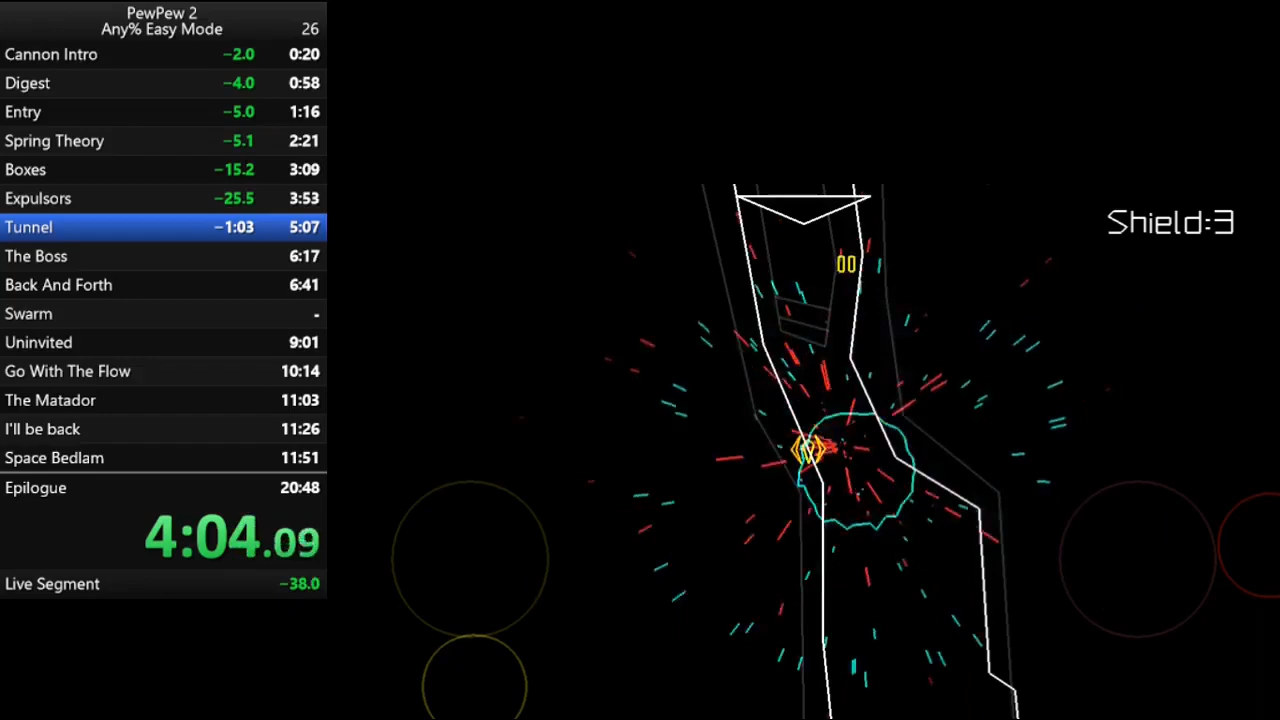 PewPew 2
Any% Easy Mode 26
Cannon Intro −2.0 0:20
Digest −4.0 0:58
Entry −5.0 1:16
Spring Theory −5.1 2:21
Boxes −15.2 3:09
Expulsors −25.5 3:53
Tunnel −1:03 5:07
The Boss 6:17
Back And Forth 6:41
Swarm -
Uninvited 9:01
Go With The Flow 10:14
The Matador 11:03
I'll be back 11:26
Space Bedlam 11:51
Epilogue 20:48
4:04.09
Live Segment −38.0
Shield:3